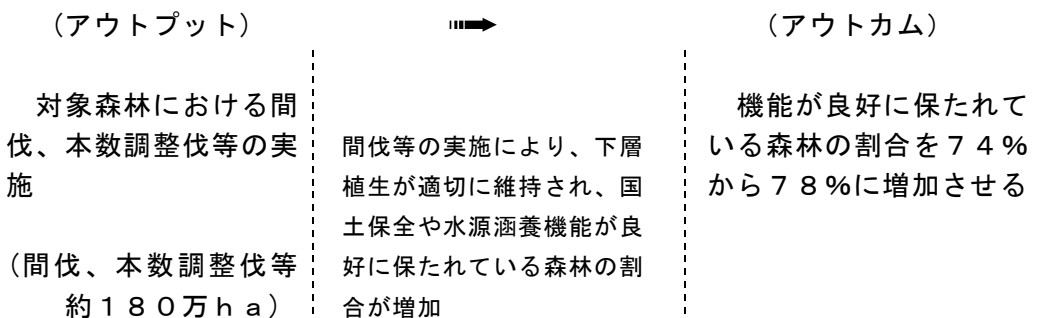 (アウトプット)
(アウトカム)
対象森林における間
伐、本数調整伐等の実
施
(間伐、本数調整伐等
約180万ha)
間伐等の実施により、下層
植生が適切に維持され、国
土保全や水源涵養機能が良
好に保たれている森林の割
合が増加
機能が良好に保たれて
いる森林の割合を74%
から78%に増加させる